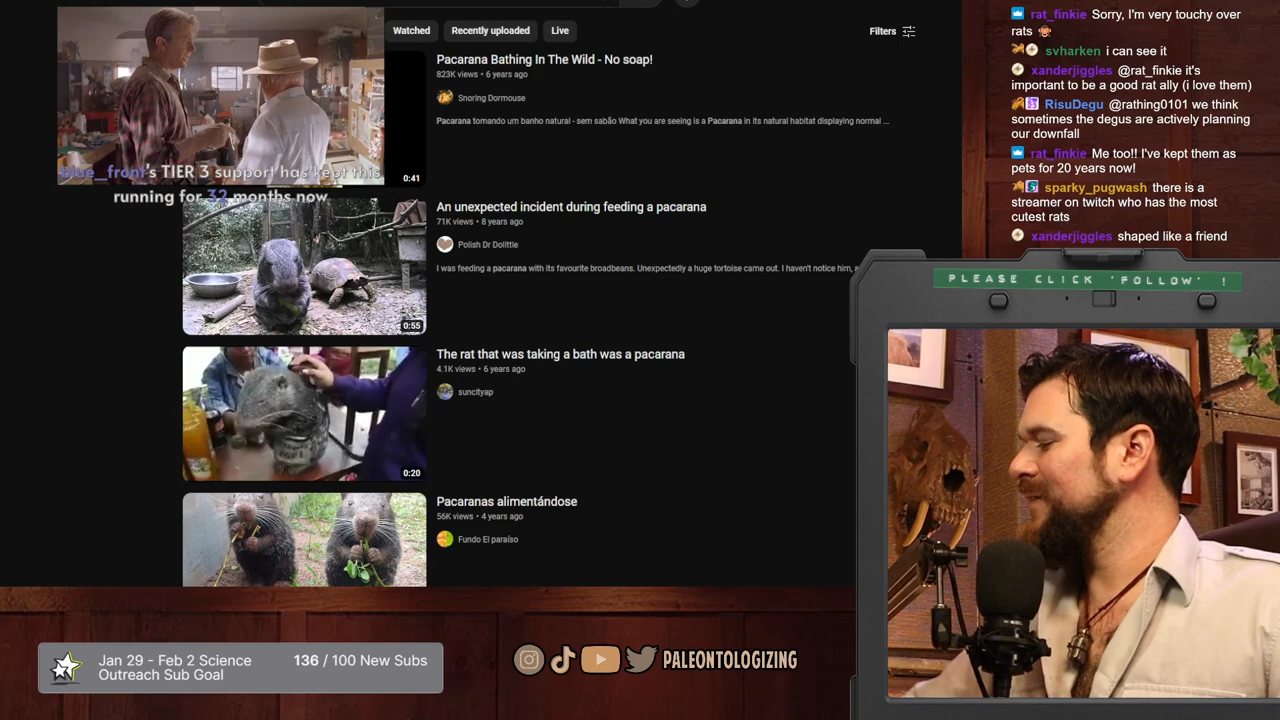 Watched
Recently uploaded
Live
Filters
Pacarana Bathing In The Wild - No soap!
823K views • 6 years ago
Snoring Dormouse
Pacarana tomando um banho natural - sem sabão What you are seeing is a Pacarana in its natural habitat displaying normal ...
0:41
blue_front's TIER 3 support has kept this
running for 32 months now
An unexpected incident during feeding a pacarana
71K views • 8 years ago
Polish Dr Dolittle
I was feeding a pacarana with its favourite broadbeans. Unexpectedly a huge tortoise came out. I haven't notice him,
0:55
The rat that was taking a bath was a pacarana
4.1K views • 6 years ago
suncityap
0:20
Pacaranas alimentándose
56K views • 4 years ago
Fundo El paraíso
rat_finkie Sorry, I'm very touchy over
rats
svharken i can see it
xanderjiggles @rat_finkie it's
important to be a good rat ally (i love them)
RisuDegu @rathing0101 we think
sometimes the degus are actively planning
our downfall
rat_finkie Me too!! I've kept them as
pets for 20 years now!
sparky_pugwash there is a
streamer on twitch who has the most
cutest rats
xanderjiggles shaped like a friend
PLEASE CLICK 'FOLLOW' !
Jan 29 - Feb 2 Science
Outreach Sub Goal
136 / 100 New Subs
PALEONTOLOGIZING